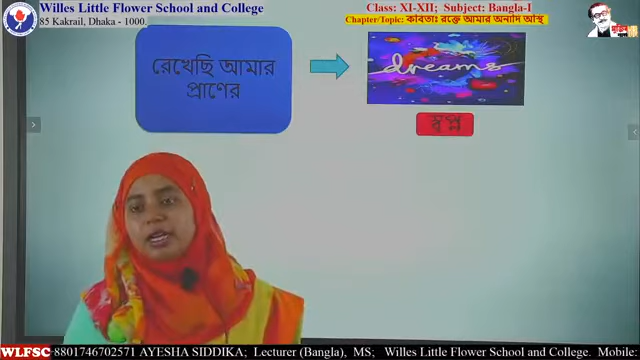 Willes Little Flower School and College
85 Kakrail, Dhaka - 1000.
Class: XI-XII; Subject: Bangla-I
Chapter/Topic: কবিতাঃ রক্তে আমার অনাদি অস্থি
রেখেছি আমার
প্রাণের
dreams
স্বপ্ন
WLFSC -8801746702571 AYESHA SIDDIKA; Lecturer (Bangla), MS; Willes Little Flower School and College. Mobile: